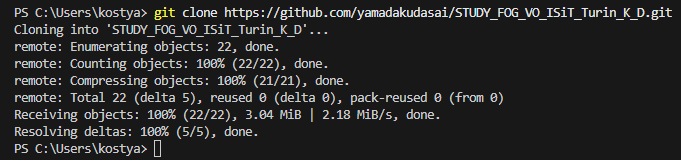 PS C:\Users\kostya> git clone https://github.com/yamadakudasai/STUDY_FOG_VO_ISiT_Turin_K_D.git
Cloning into 'STUDY_FOG_VO_ISiT_Turin_K_D'...
remote: Enumerating objects: 22, done.
remote: Counting objects: 100% (22/22), done.
remote: Compressing objects: 100% (21/21), done.
remote: Total 22 (delta 5), reused 0 (delta 0), pack-reused 0 (from 0)
Receiving objects: 100% (22/22), 3.04 MiB | 2.18 MiB/s, done.
Resolving deltas: 100% (5/5), done.
PS C:\Users\kostya>